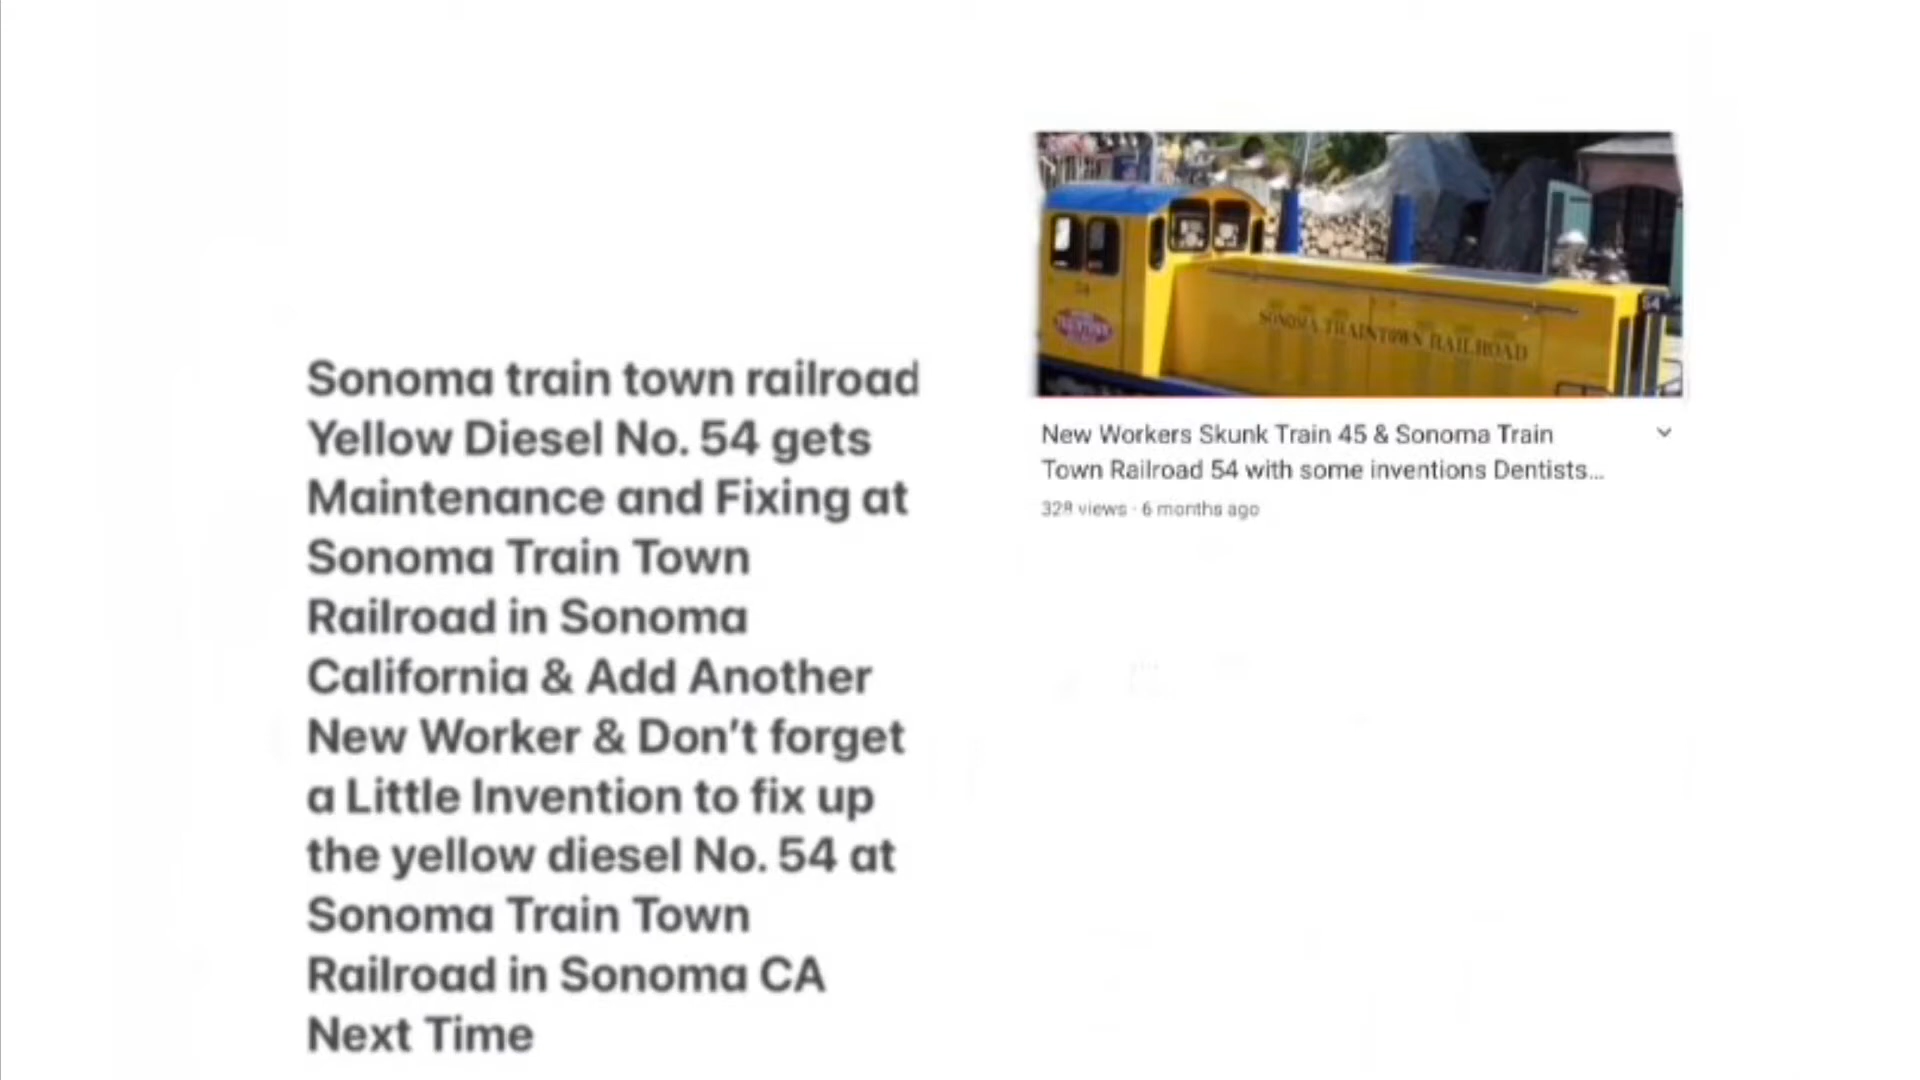 Sonoma train town railroad
Yellow Diesel No. 54 gets
Maintenance and Fixing at
Sonoma Train Town
Railroad in Sonoma
California & Add Another
New Worker & Don't forget
a Little Invention to fix up
the yellow diesel No. 54 at
Sonoma Train Town
Railroad in Sonoma CA
Next Time
54
54
SONOMA TRAINTOWN RAILROAD
New Workers Skunk Train 45 & Sonoma Train
Town Railroad 54 with some inventions Dentists...
328 views · 6 months ago